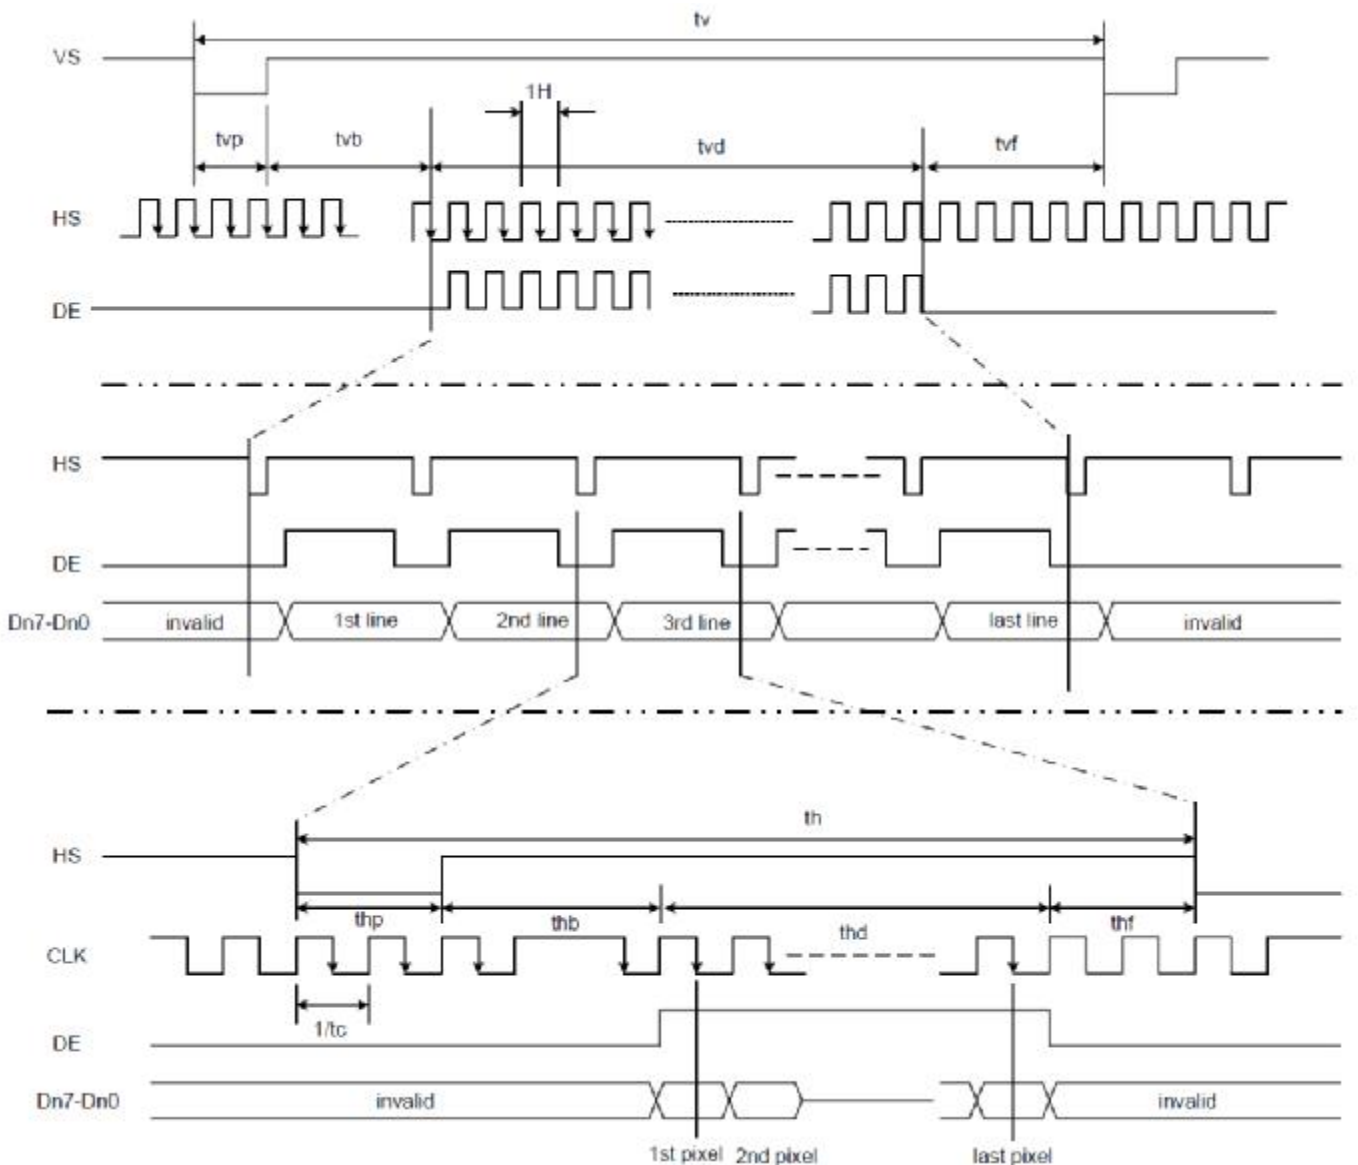 tv
VS
1H
tvp
tvb
tvd
tvf
HS
DE
HS
DE
Dn7-Dn0
invalid
1st line
2nd line
3rd line
last line
invalid
th
HS
thp
thb
thd
thf
CLK
1/tc
DE
Dn7-Dn0
invalid
invalid
1st pixel
2nd pixel
last pixel